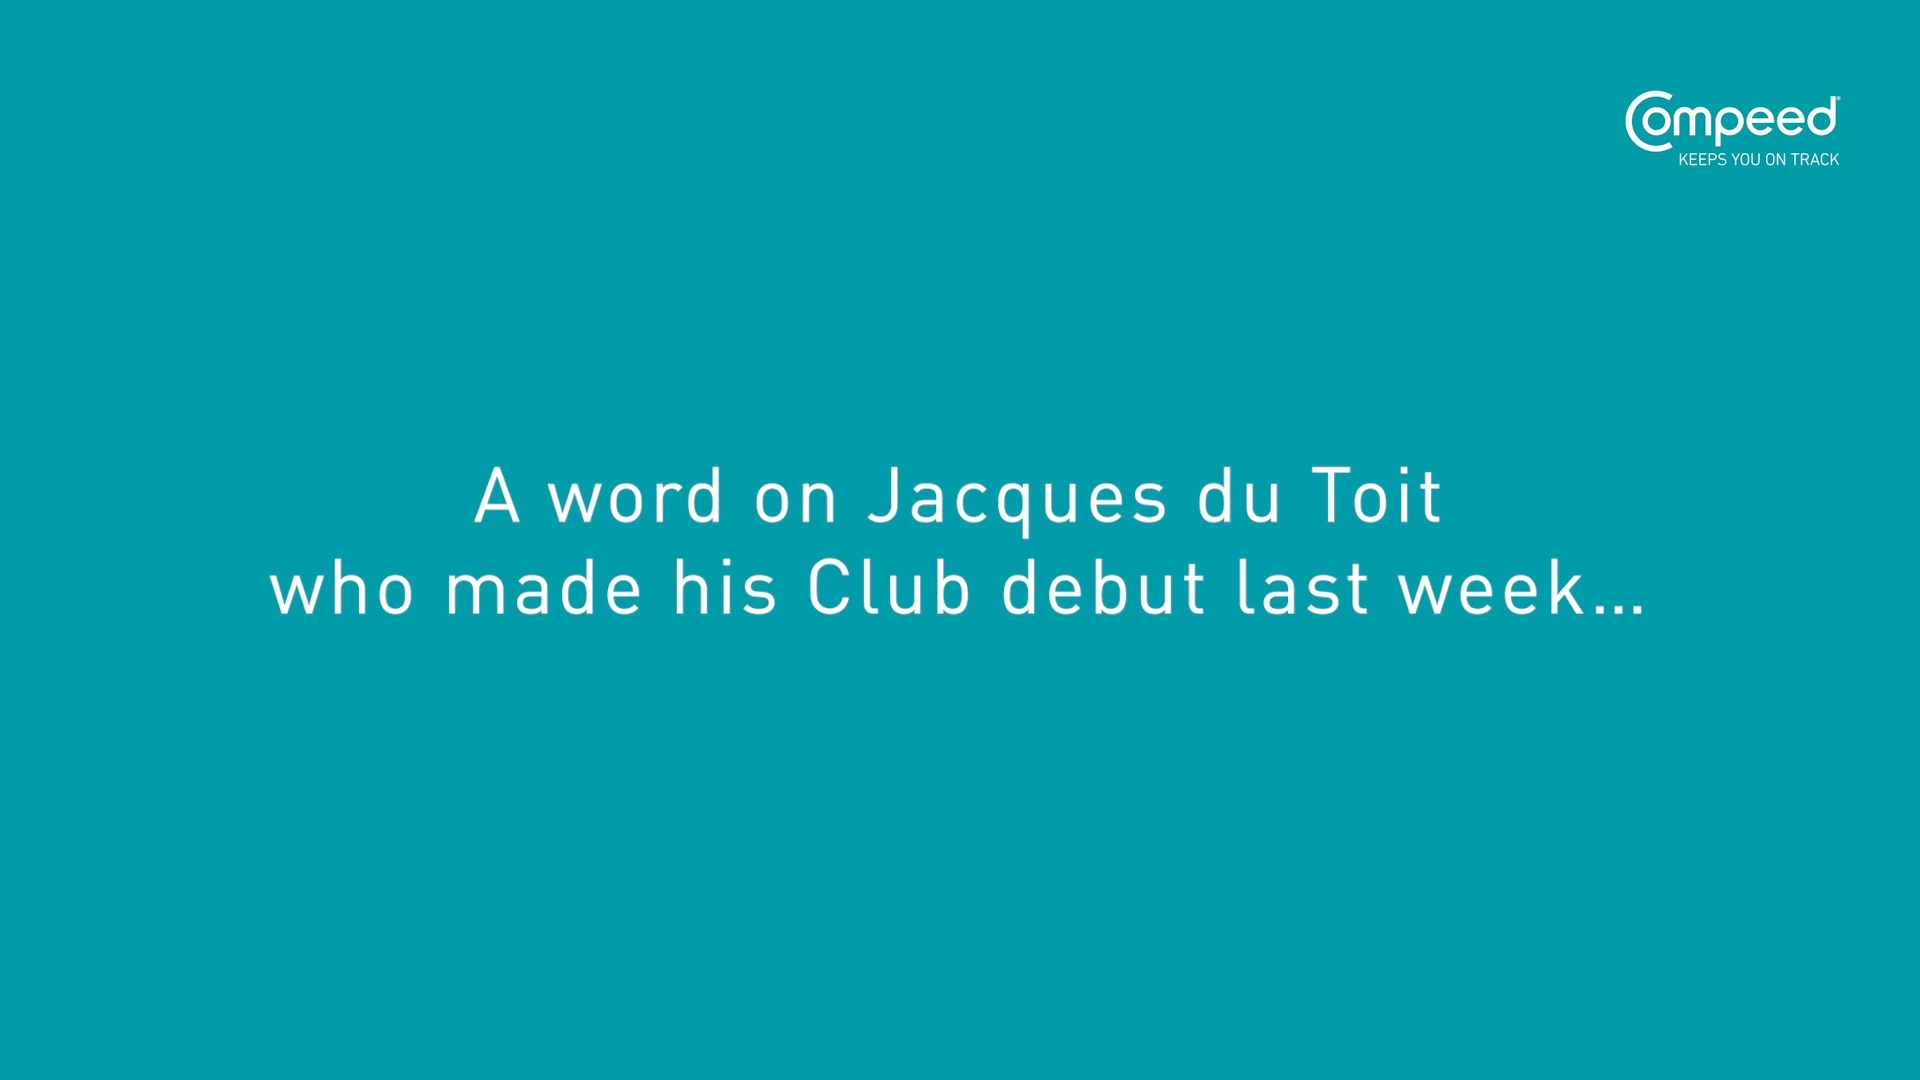 Compeed®
KEEPS YOU ON TRACK
A word on Jacques du Toit
who made his Club debut last week...